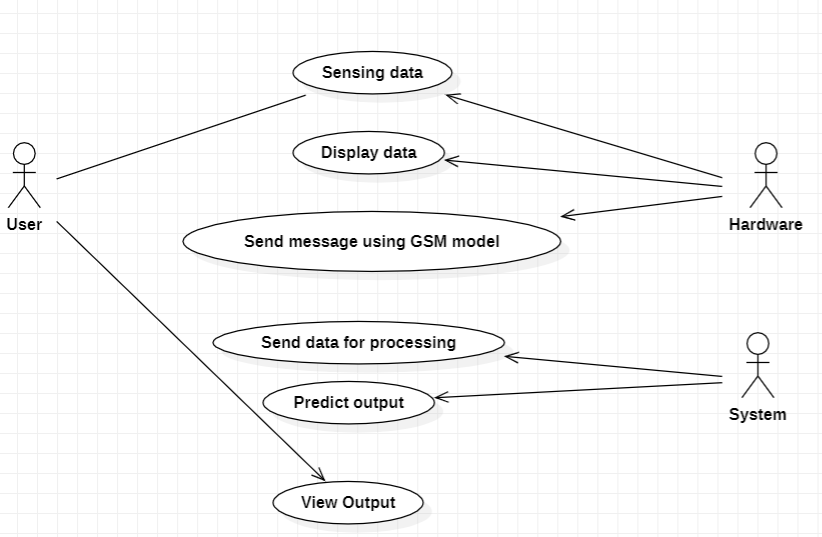 Sensing data
Display data
User
Hardware
Send message using GSM model
Send data for processing
Predict output
System
View Output